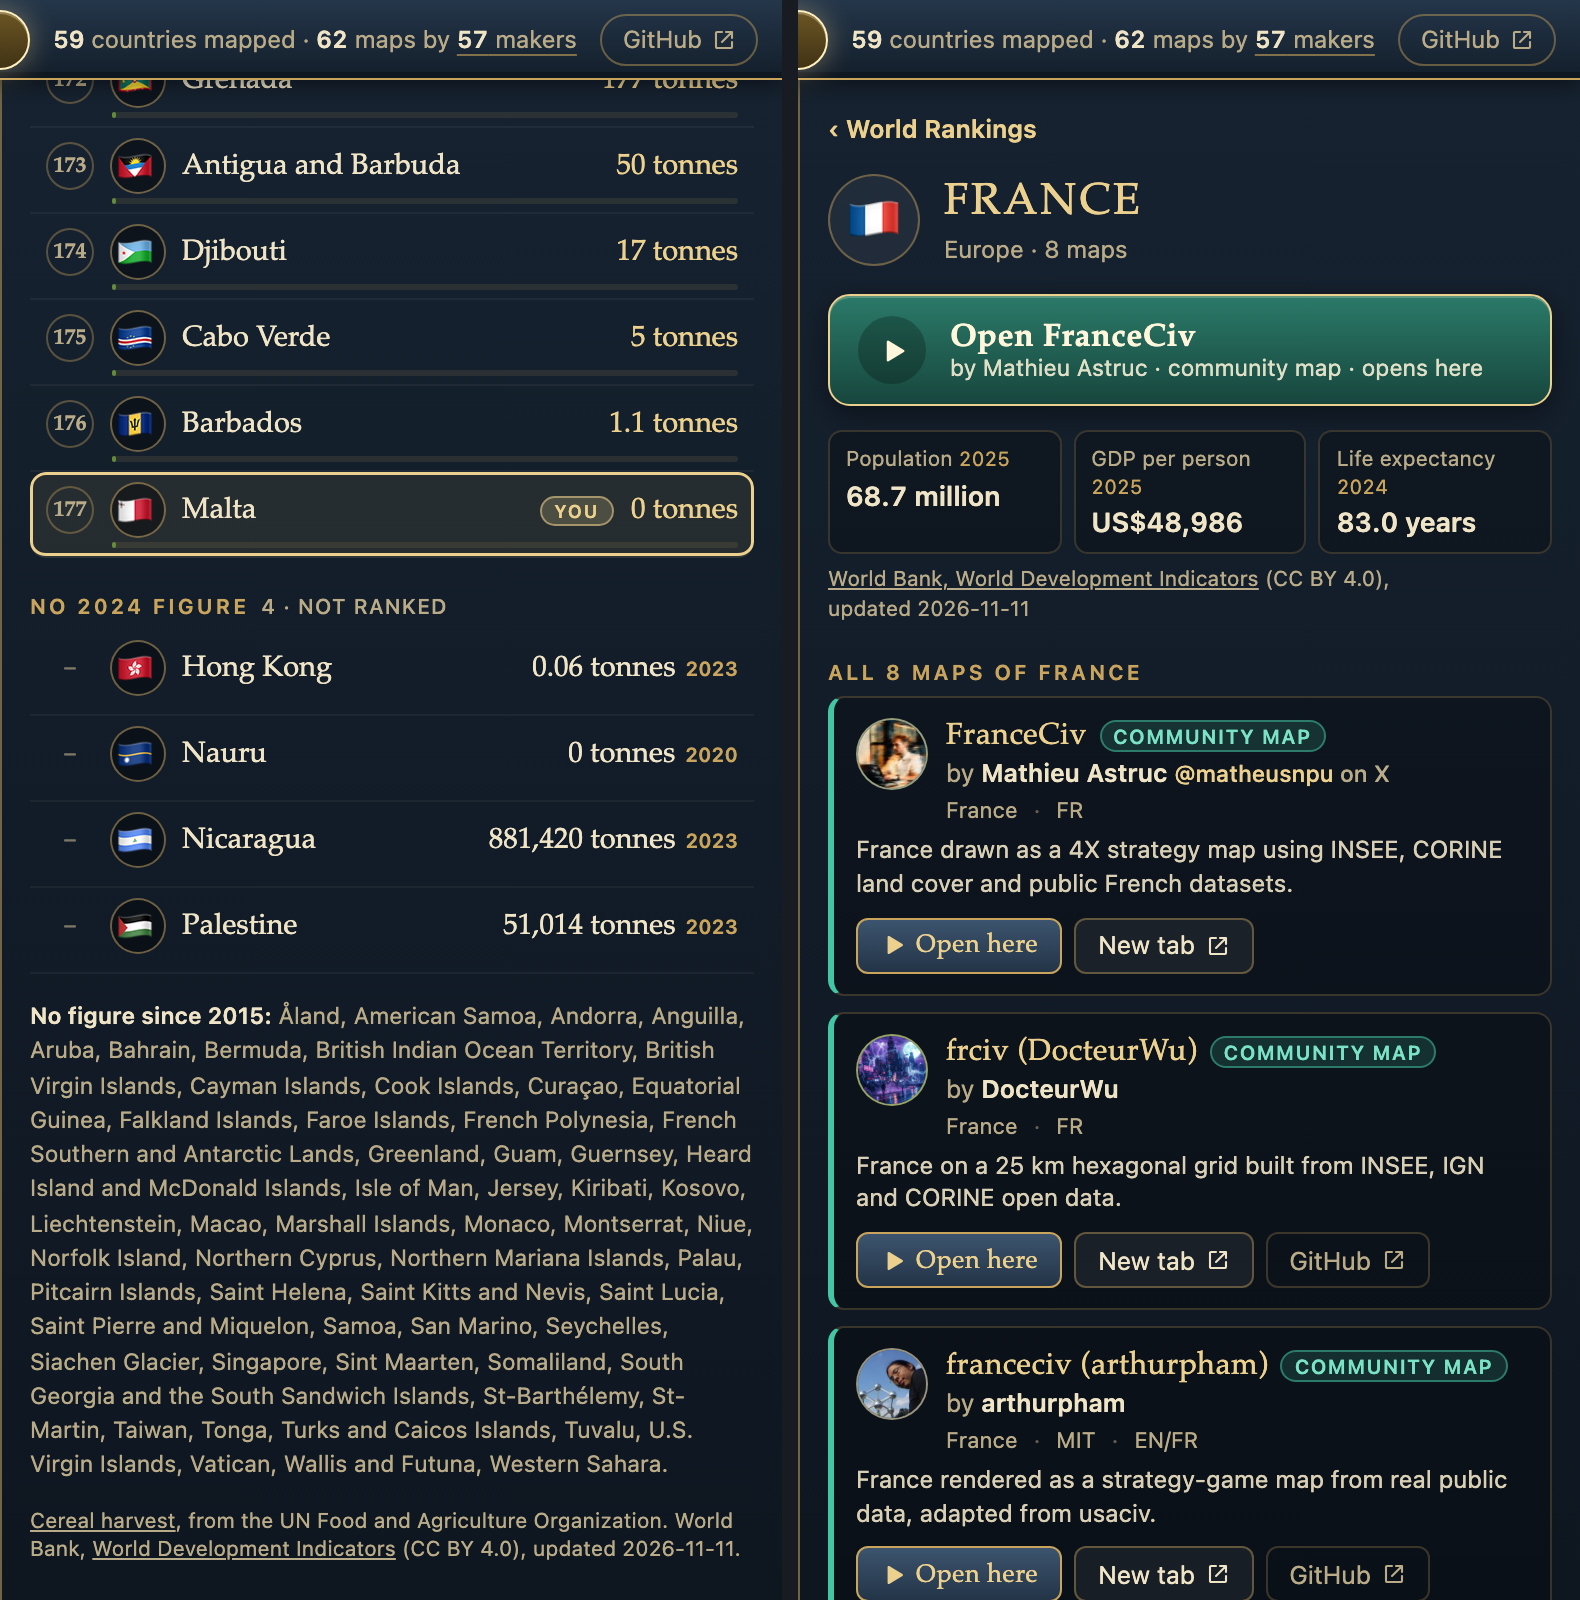 59 countries mapped · 62 maps by 57 makers
GitHub
172 Grenada 177 tonnes
173 Antigua and Barbuda 50 tonnes
174 Djibouti 17 tonnes
175 Cabo Verde 5 tonnes
176 Barbados 1.1 tonnes
177 Malta YOU 0 tonnes
NO 2024 FIGURE 4 · NOT RANKED
– Hong Kong 0.06 tonnes 2023
– Nauru 0 tonnes 2020
– Nicaragua 881,420 tonnes 2023
– Palestine 51,014 tonnes 2023
No figure since 2015: Åland, American Samoa, Andorra, Anguilla,
Aruba, Bahrain, Bermuda, British Indian Ocean Territory, British
Virgin Islands, Cayman Islands, Cook Islands, Curaçao, Equatorial
Guinea, Falkland Islands, Faroe Islands, French Polynesia, French
Southern and Antarctic Lands, Greenland, Guam, Guernsey, Heard
Island and McDonald Islands, Isle of Man, Jersey, Kiribati, Kosovo,
Liechtenstein, Macao, Marshall Islands, Monaco, Montserrat, Niue,
Norfolk Island, Northern Cyprus, Northern Mariana Islands, Palau,
Pitcairn Islands, Saint Helena, Saint Kitts and Nevis, Saint Lucia,
Saint Pierre and Miquelon, Samoa, San Marino, Seychelles,
Siachen Glacier, Singapore, Sint Maarten, Somaliland, South
Georgia and the South Sandwich Islands, St-Barthélemy, St-
Martin, Taiwan, Tonga, Turks and Caicos Islands, Tuvalu, U.S.
Virgin Islands, Vatican, Wallis and Futuna, Western Sahara.
Cereal harvest, from the UN Food and Agriculture Organization. World
Bank, World Development Indicators (CC BY 4.0), updated 2026-11-11.
59 countries mapped · 62 maps by 57 makers
GitHub
‹ World Rankings
FRANCE
Europe · 8 maps
Open FranceCiv
by Mathieu Astruc · community map · opens here
Population 2025
68.7 million
GDP per person
2025
US$48,986
Life expectancy
2024
83.0 years
World Bank, World Development Indicators (CC BY 4.0),
updated 2026-11-11
ALL 8 MAPS OF FRANCE
FranceCiv COMMUNITY MAP
by Mathieu Astruc @matheusnpu on X
France · FR
France drawn as a 4X strategy map using INSEE, CORINE
land cover and public French datasets.
Open here
New tab
frciv (DocteurWu) COMMUNITY MAP
by DocteurWu
France · FR
France on a 25 km hexagonal grid built from INSEE, IGN
and CORINE open data.
Open here
New tab
GitHub
franceciv (arthurpham) COMMUNITY MAP
by arthurpham
France · MIT · EN/FR
France rendered as a strategy-game map from real public
data, adapted from usaciv.
Open here
New tab
GitHub